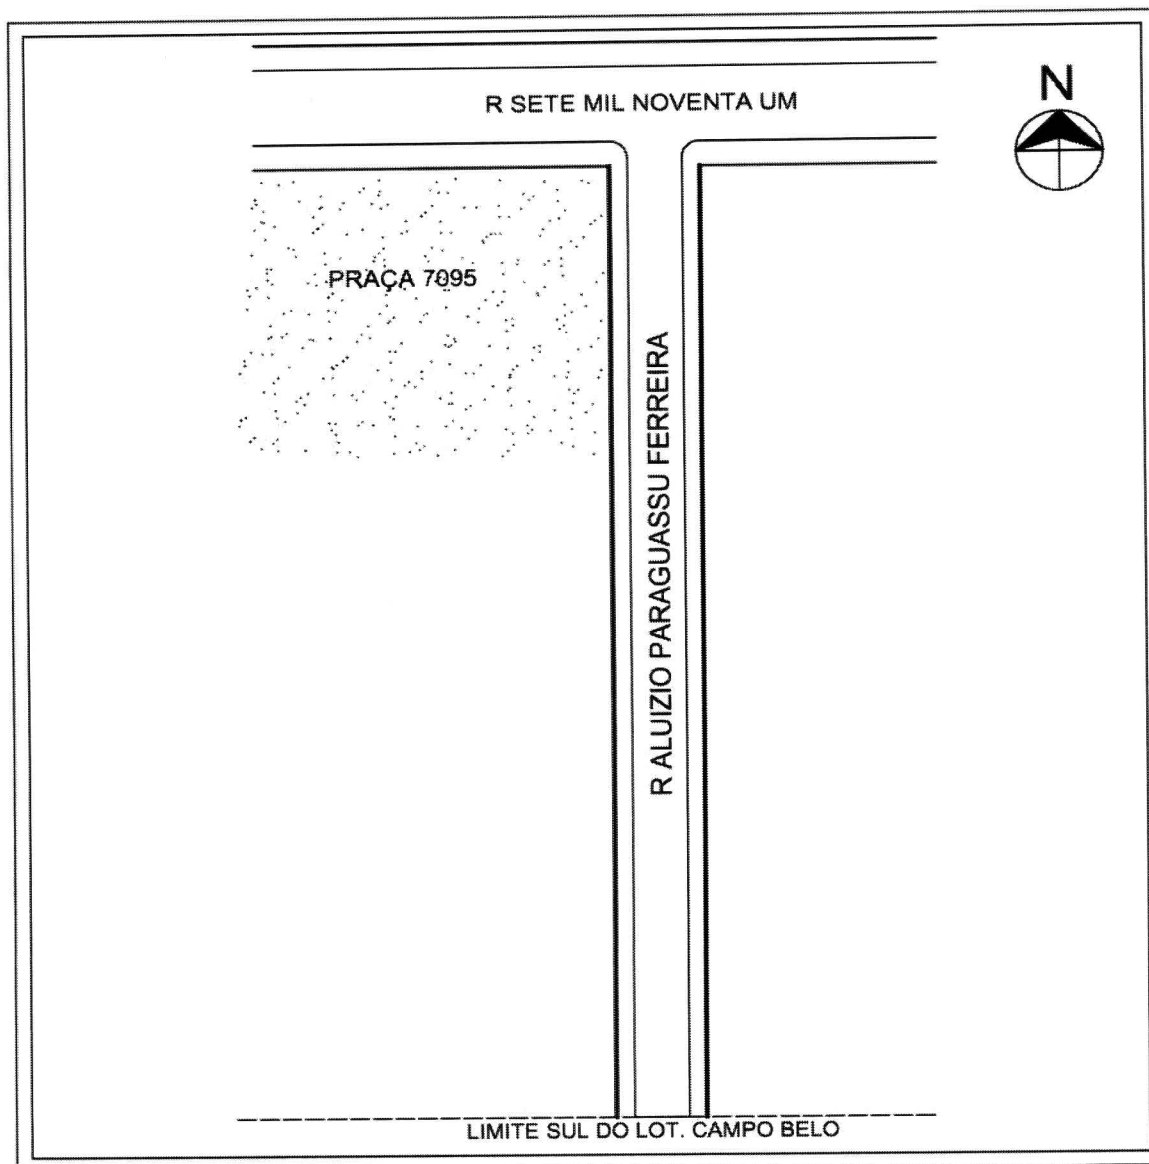 R SETE MIL NOVENTA UM
N
PRAÇA 7095
R ALUIZIO PARAGUASSU FERREIRA
LIMITE SUL DO LOT. CAMPO BELO